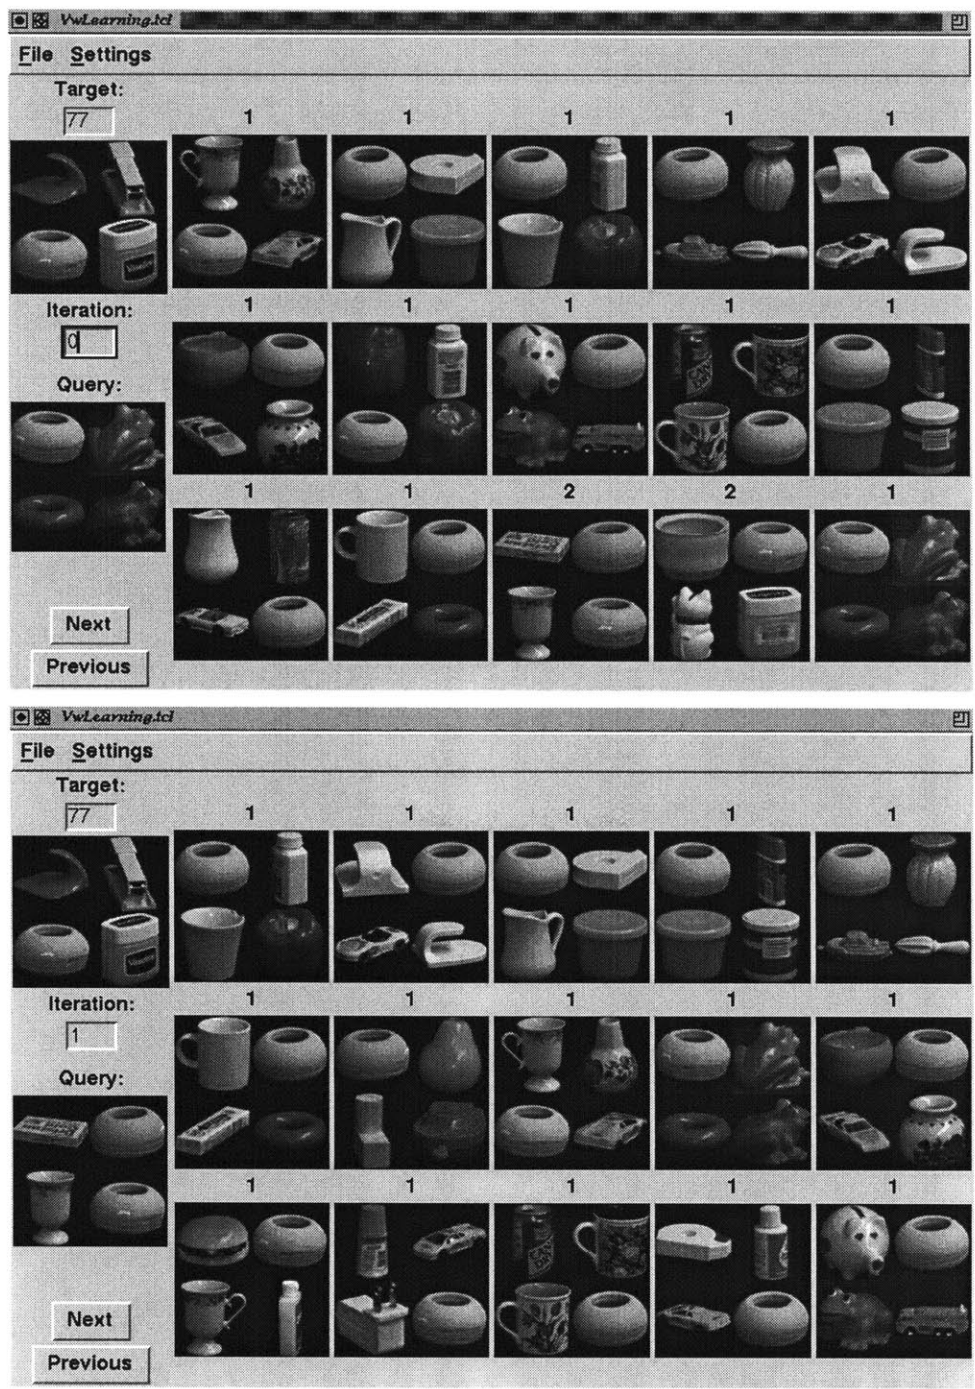 VwLearning.tcl
File Settings
Target:
77
1 1 1 1 1
Iteration:
0
1 1 1 1 1
Query:
1 1 2 2 1
Next
Previous
VwLearning.tcl
File Settings
Target:
77
1 1 1 1 1
Iteration:
1
1 1 1 1 1
Query:
1 1 1 1 1
Next
Previous